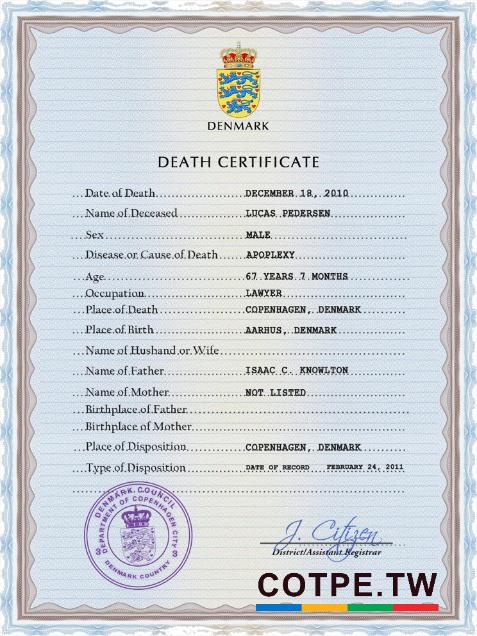 DENMARK
DEATH CERTIFICATE
Date of Death DECEMBER 18, 2010
Name of Deceased LUCAS PEDERSEN
Sex MALE
Disease or Cause of Death APOPLEXY
Age 67 YEARS 7 MONTHS
Occupation LAWYER
Place of Death COPENHAGEN, DENMARK
Place of Birth AARHUS, DENMARK
Name of Husband or Wife
Name of Father ISAAC C. KNOWLTON
Name of Mother NOT LISTED
Birthplace of Father
Birthplace of Mother
Place of Disposition COPENHAGEN, DENMARK
Type of Disposition DATE OF RECORD FEBRUARY 24, 2011
DENMARK COUNCIL
DEPARTMENT OF COPENHAGEN CITY
3 3
DENMARK COUNTRY
J. Citizen
District/Assistant Registrar
COTPE.TW